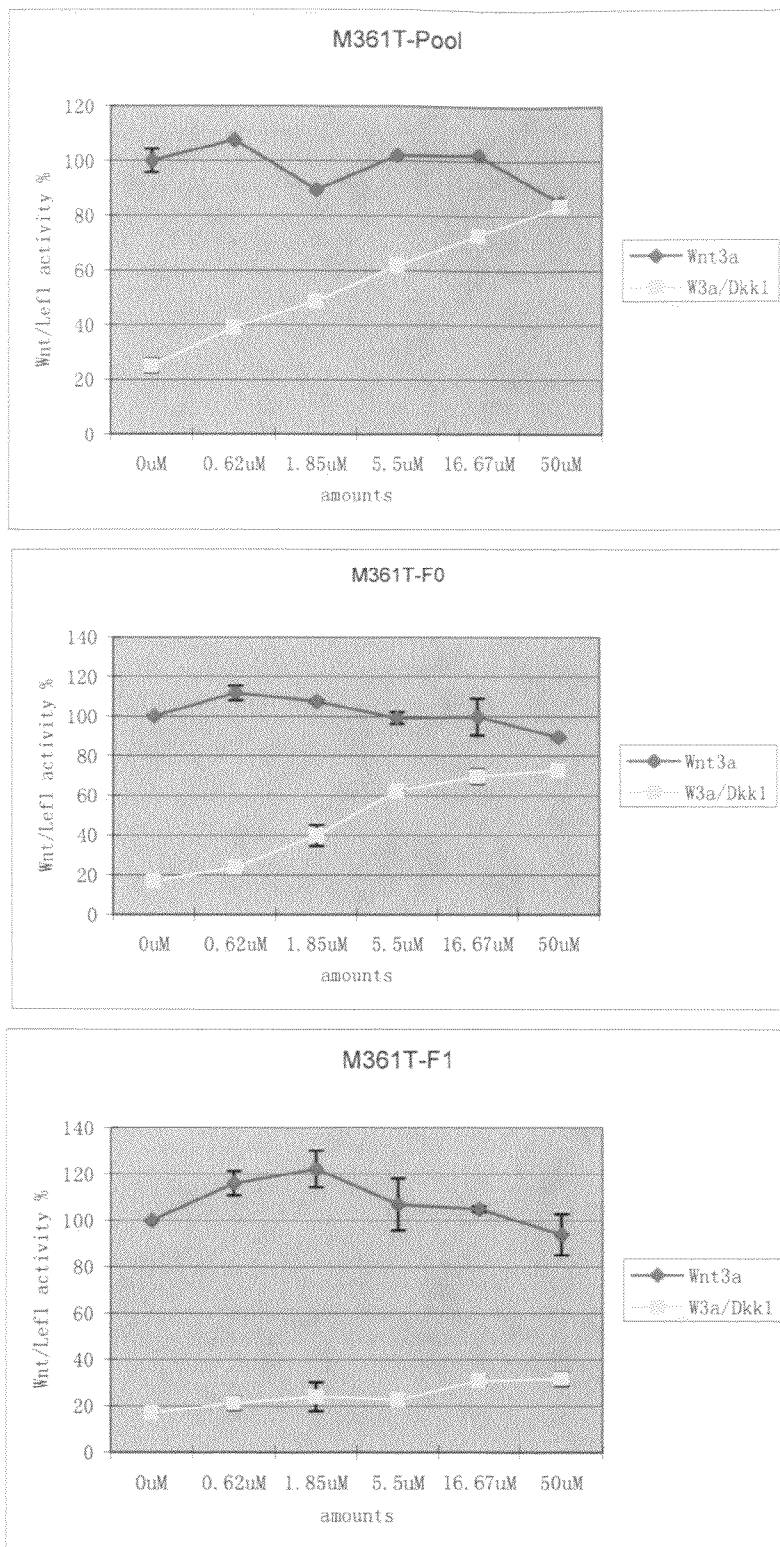 M361T-Pool
Wnt/Lef1 activity %
120
100
80
60
40
20
0
0uM 0.62uM 1.85uM 5.5uM 16.67uM 50uM
amounts
Wnt3a
W3a/Dkk1
M361T-F0
Wnt/Lef1 activity %
140
120
100
80
60
40
20
0
0uM 0.62uM 1.85uM 5.5uM 16.67uM 50uM
amounts
Wnt3a
W3a/Dkk1
M361T-F1
Wnt/Lef1 activity %
140
120
100
80
60
40
20
0
0uM 0.62uM 1.85uM 5.5uM 16.67uM 50uM
amounts
Wnt3a
W3a/Dkk1